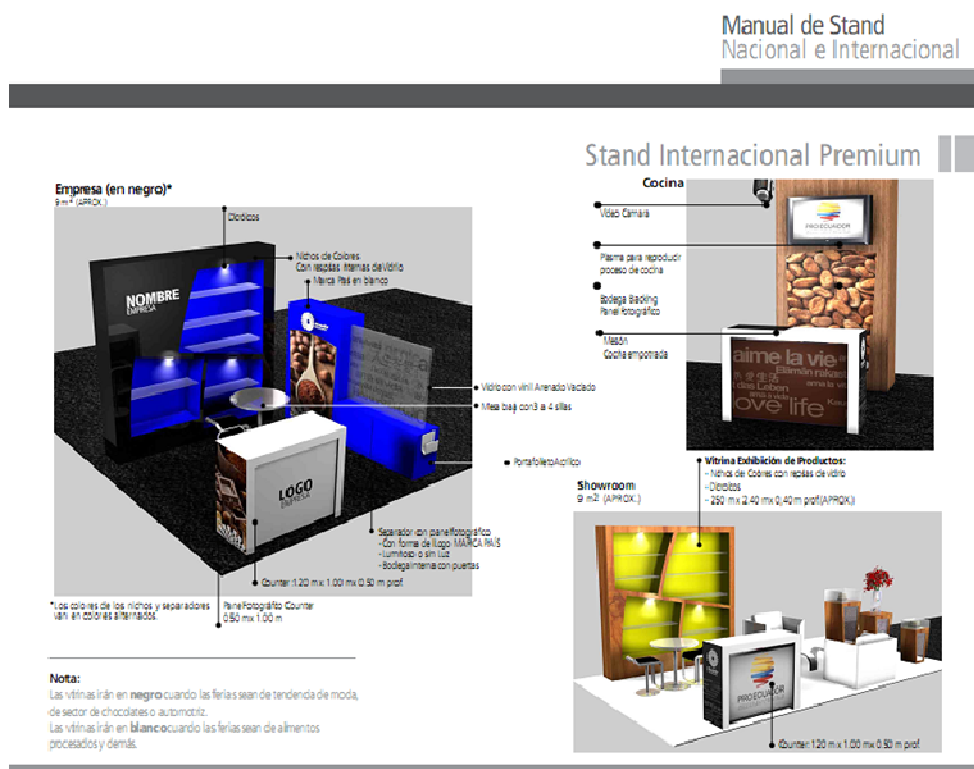 Manual de Stand
Nacional e Internacional
Stand Internacional Premium
Empresa (en negro)*
9 m² (APROX.)
Dicroicos
Nichos de Colores
Con repisas internas de Vidrio
Marca País en blanco
NOMBRE
EMPRESA
Vidrio con vinil Arenado Vaciado
Mesa baja con 3 a 4 sillas
Portafolleto Acrílico
LOGO
EMPRESA
Separador con panel fotográfico
- Con forma de Logo MARCA PAÍS
- Luminoso o sin Luz
- Bodega interna con puertas
Counter: 1.20 m x 1.00 m x 0.50 m prof.
*Los colores de los nichos y separadores
van en colores alternados.
Panel Fotográfico Counter
0.50 m x 1.00 m
Nota:
Las vitrinas irán en negro cuando las ferias sean de tendencia de moda,
de sector de chocolates o automotriz.
Las vitrinas irán en blanco cuando las ferias sean de alimentos
procesados y demás.
Cocina
Video Cámara
Plasma para reproducir
proceso de cocina
Bodega Backing
Panel Fotográfico
Mesón
Cocina empotrada
PRO ECUADOR
aime la vie
Leben
love life
Vitrina Exhibición de Productos:
- Nichos de Colores con repisas de vidrio
- Dicroicos
- 2.50 m x 2.40 m x 0,40 m prof. (APROX.)
Showroom
9 m² (APROX.)
PRO ECUADOR
Counter: 1.20 m x 1.00 m x 0.50 m prof.